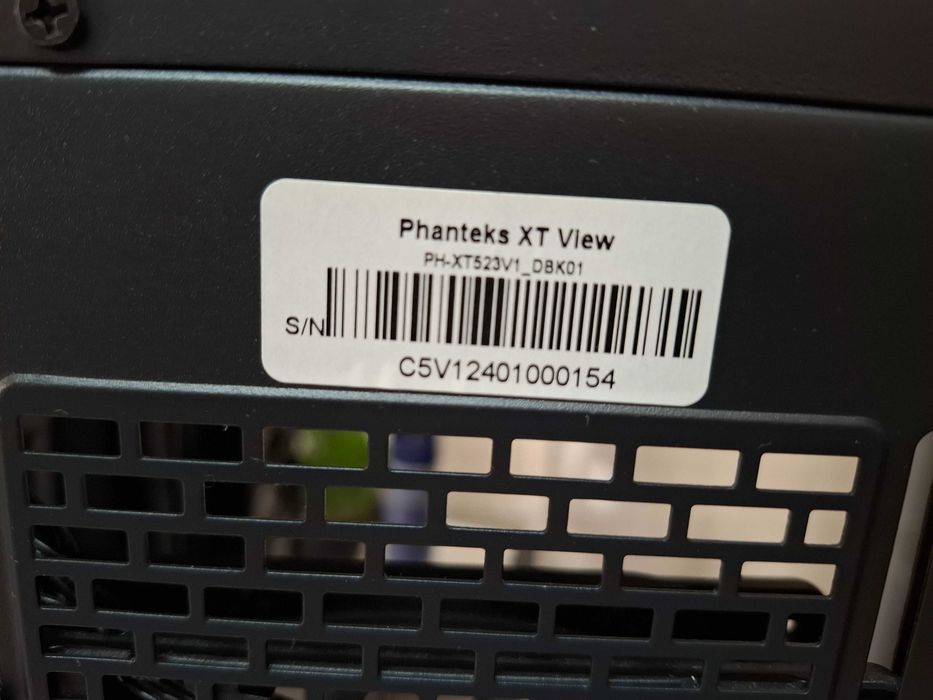 Phanteks XT View
PH-XT523V1_DBK01
S/N
C5V12401000154